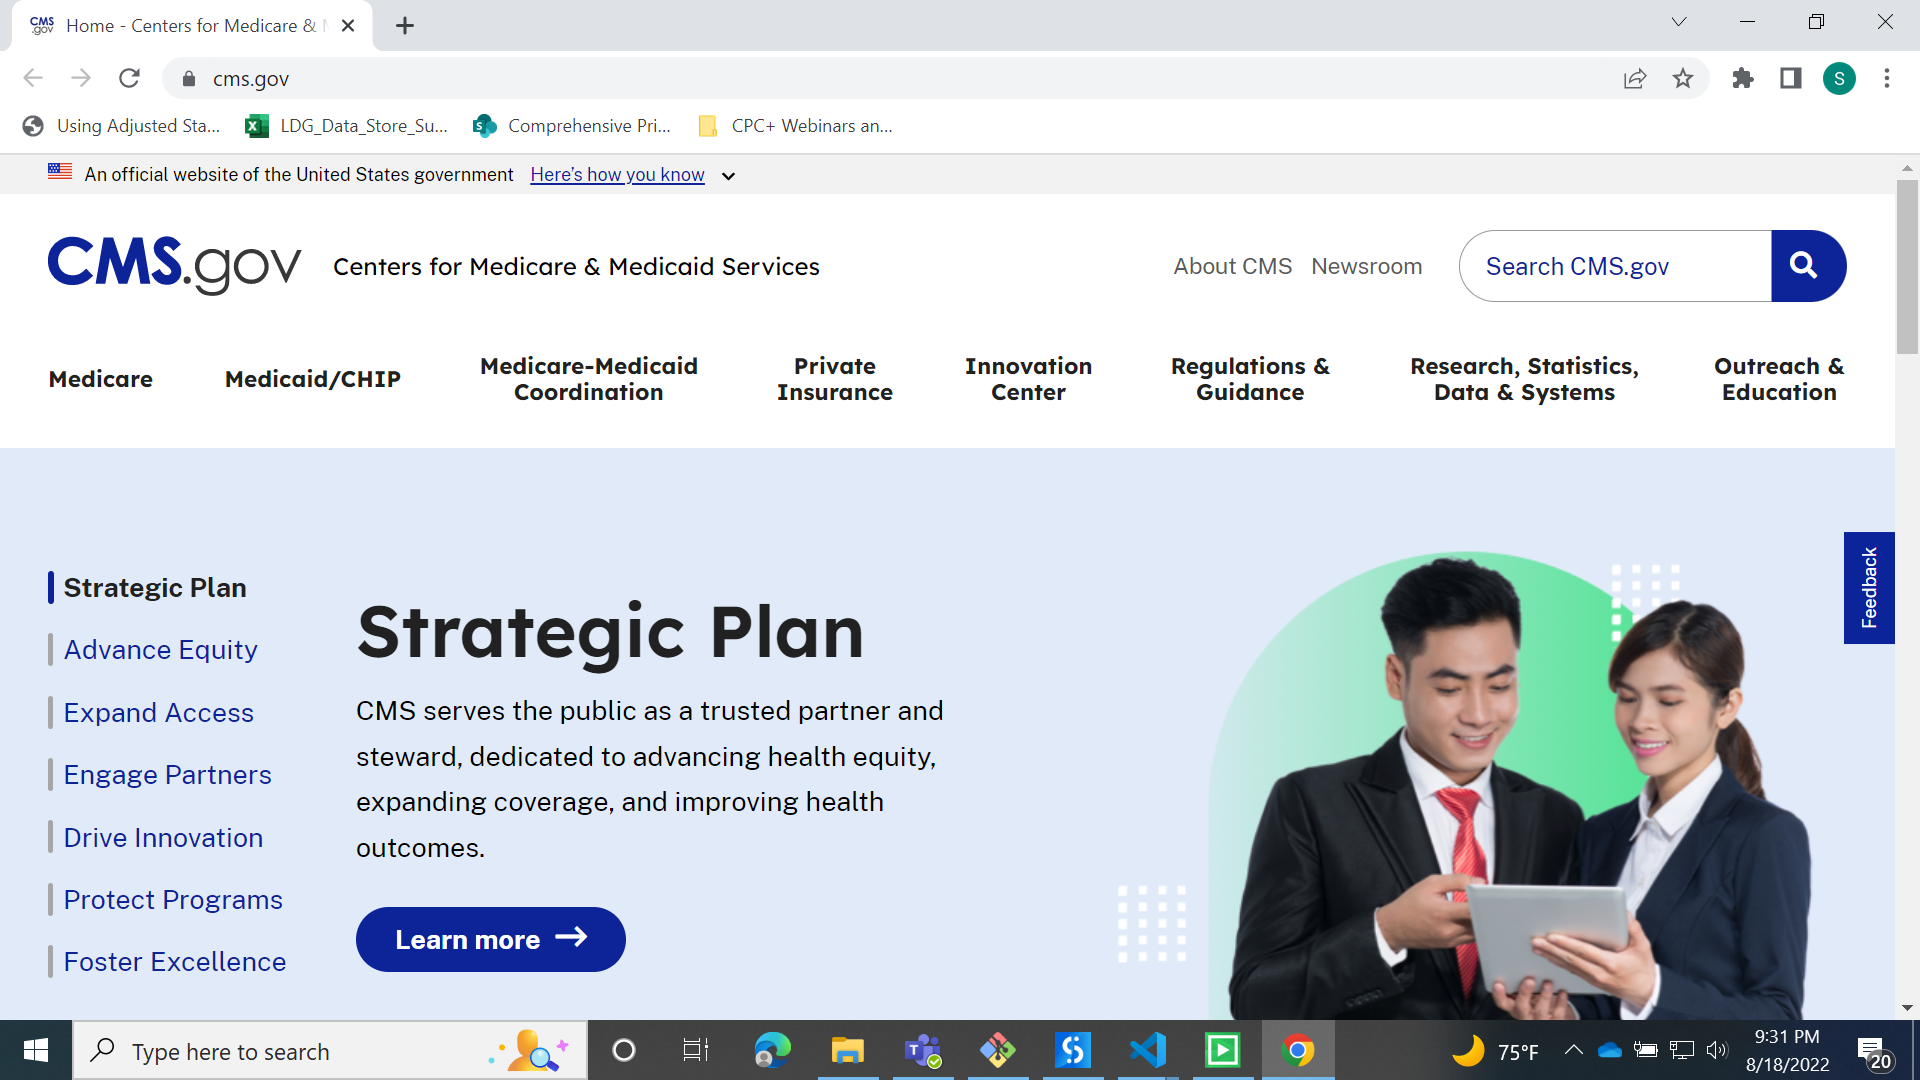 CMS
.gov
Home - Centers for Medicare &
cms.gov
S
Using Adjusted Sta...
LDG_Data_Store_Su...
Comprehensive Pri...
CPC+ Webinars an...
An official website of the United States government
Here's how you know
CMS.gov
Centers for Medicare & Medicaid Services
About CMS
Newsroom
Search CMS.gov
Medicare
Medicaid/CHIP
Medicare-Medicaid
Coordination
Private
Insurance
Innovation
Center
Regulations &
Guidance
Research, Statistics,
Data & Systems
Outreach &
Education
Strategic Plan
Advance Equity
Expand Access
Engage Partners
Drive Innovation
Protect Programs
Foster Excellence
Strategic Plan
CMS serves the public as a trusted partner and
steward, dedicated to advancing health equity,
expanding coverage, and improving health
outcomes.
Learn more
Feedback
Type here to search
75°F
9:31 PM
8/18/2022
20